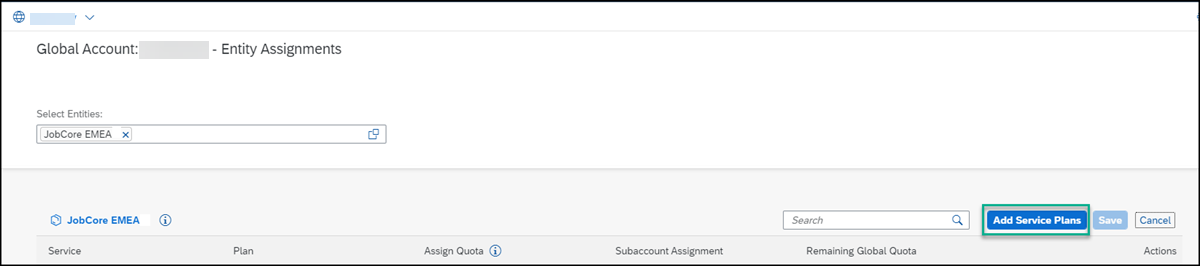 Global Account: - Entity Assignments
Select Entities:
JobCore EMEA
JobCore EMEA
Search
Add Service Plans
Save
Cancel
Service Plan Assign Quota Subaccount Assignment Remaining Global Quota Actions